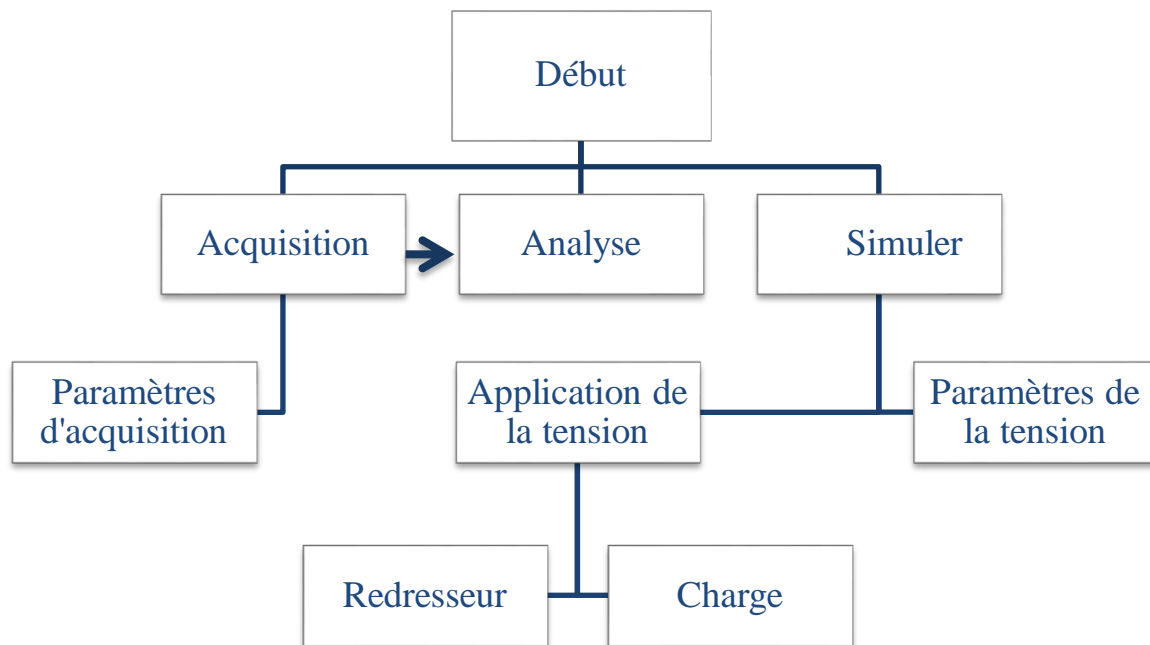 Début
Acquisition
Analyse
Simuler
Paramètres
d'acquisition
Application de
la tension
Paramètres de
la tension
Redresseur
Charge